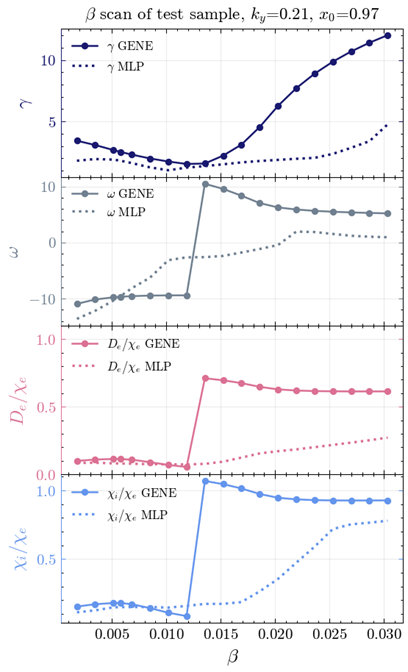 β scan of test sample, k_y=0.21, x_0=0.97
γ GENE
γ MLP
10
5
γ
ω GENE
ω MLP
10
0
−10
ω
D_e/χ_e GENE
D_e/χ_e MLP
1.0
0.5
0.0
D_e/χ_e
χ_i/χ_e GENE
χ_i/χ_e MLP
1.0
0.5
χ_i/χ_e
0.005 0.010 0.015 0.020 0.025 0.030
β